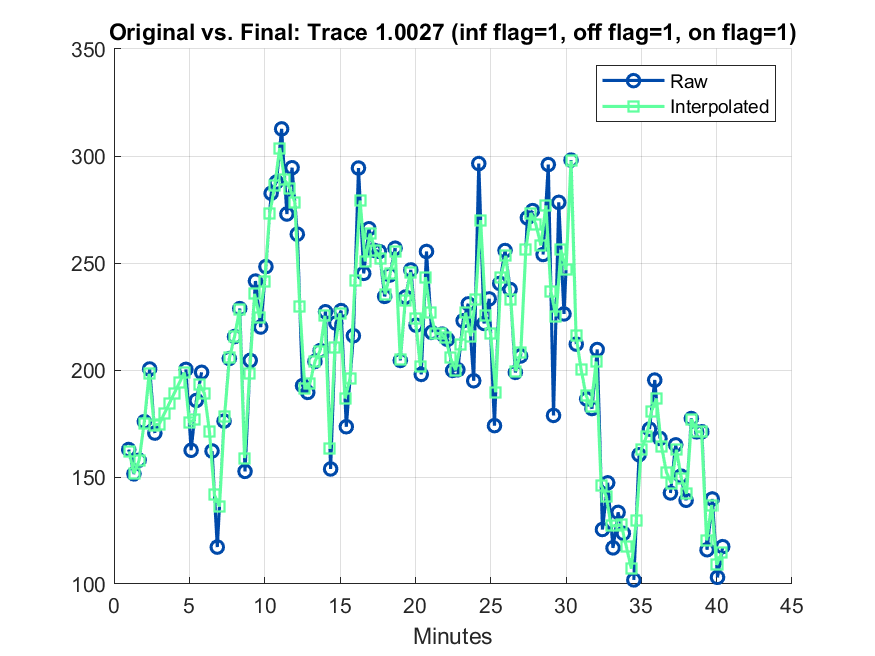 Original vs. Final: Trace 1.0027 (inf flag=1, off flag=1, on flag=1)
350
Raw
Interpolated
300
250
200
150
100
0 5 10 15 20 25 30 35 40 45
Minutes